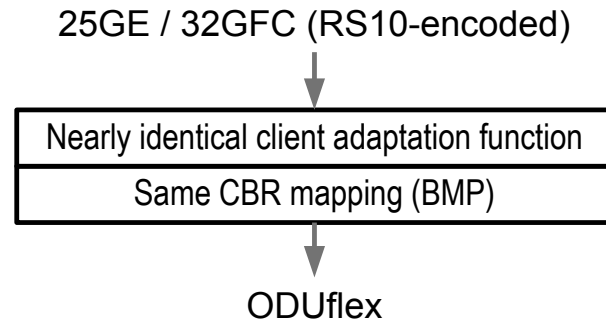 25GE / 32GFC (RS10-encoded)
Nearly identical client adaptation function
Same CBR mapping (BMP)
ODUflex